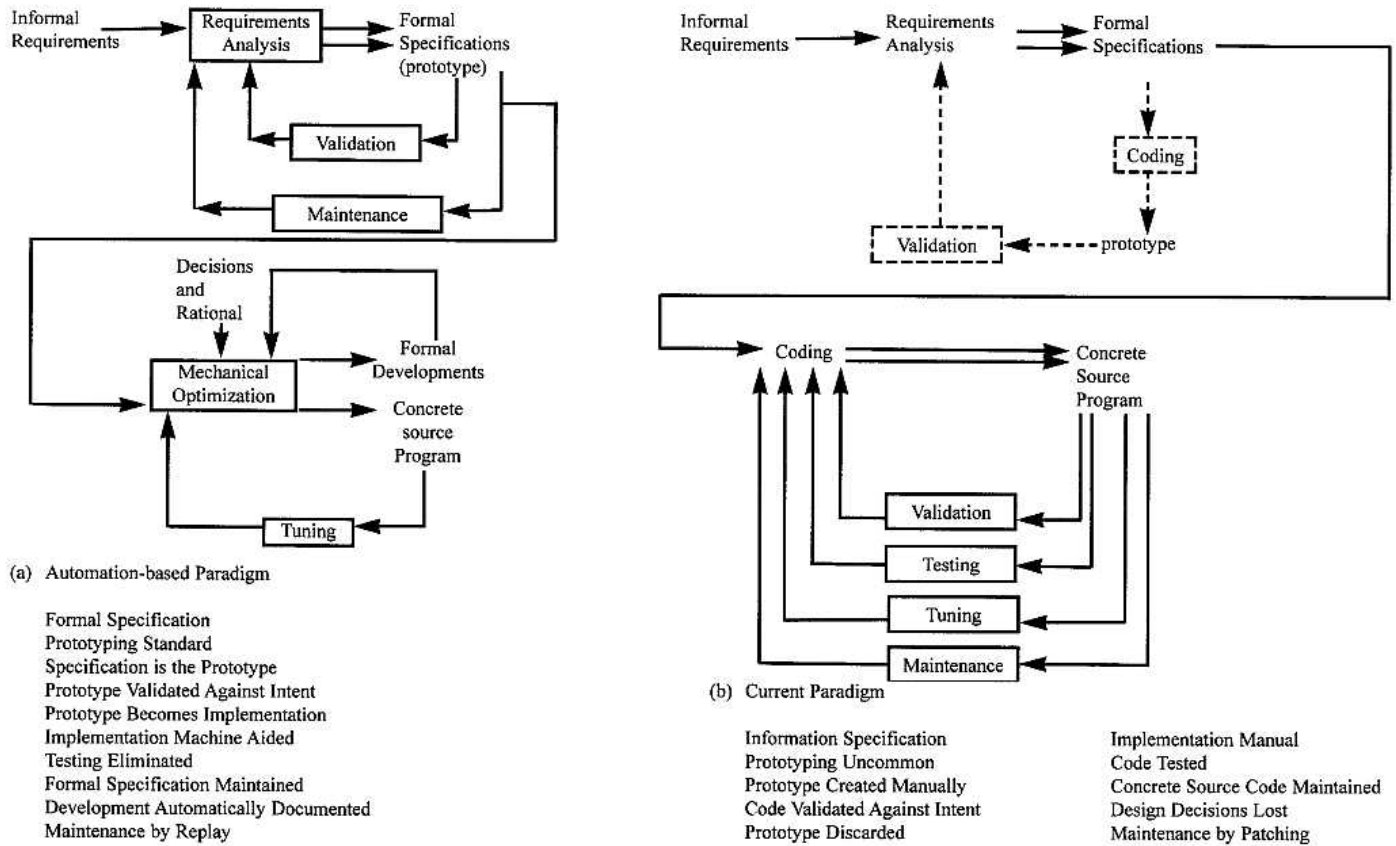 Informal
Requirements
Requirements
Analysis
Formal
Specifications
(prototype)
Validation
Maintenance
Decisions
and
Rational
Mechanical
Optimization
Formal
Developments
Concrete
source
Program
Tuning
(a) Automation-based Paradigm
Formal Specification
Prototyping Standard
Specification is the Prototype
Prototype Validated Against Intent
Prototype Becomes Implementation
Implementation Machine Aided
Testing Eliminated
Formal Specification Maintained
Development Automatically Documented
Maintenance by Replay
Informal
Requirements
Requirements
Analysis
Formal
Specifications
Coding
Validation
prototype
Coding
Concrete
Source
Program
Validation
Testing
Tuning
Maintenance
(b) Current Paradigm
Information Specification
Prototyping Uncommon
Prototype Created Manually
Code Validated Against Intent
Prototype Discarded
Implementation Manual
Code Tested
Concrete Source Code Maintained
Design Decisions Lost
Maintenance by Patching